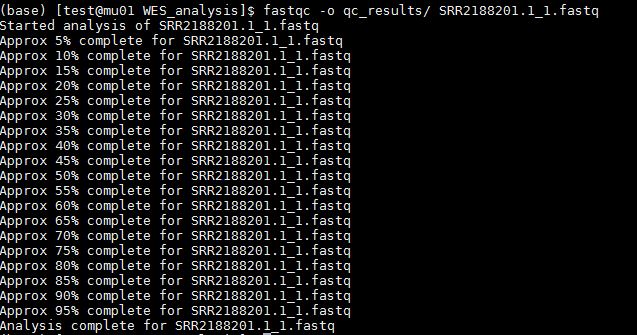 (base) [test@mu01 WES_analysis]$ fastqc -o qc_results/ SRR2188201.1_1.fastq
Started analysis of SRR2188201.1_1.fastq
Approx 5% complete for SRR2188201.1_1.fastq
Approx 10% complete for SRR2188201.1_1.fastq
Approx 15% complete for SRR2188201.1_1.fastq
Approx 20% complete for SRR2188201.1_1.fastq
Approx 25% complete for SRR2188201.1_1.fastq
Approx 30% complete for SRR2188201.1_1.fastq
Approx 35% complete for SRR2188201.1_1.fastq
Approx 40% complete for SRR2188201.1_1.fastq
Approx 45% complete for SRR2188201.1_1.fastq
Approx 50% complete for SRR2188201.1_1.fastq
Approx 55% complete for SRR2188201.1_1.fastq
Approx 60% complete for SRR2188201.1_1.fastq
Approx 65% complete for SRR2188201.1_1.fastq
Approx 70% complete for SRR2188201.1_1.fastq
Approx 75% complete for SRR2188201.1_1.fastq
Approx 80% complete for SRR2188201.1_1.fastq
Approx 85% complete for SRR2188201.1_1.fastq
Approx 90% complete for SRR2188201.1_1.fastq
Approx 95% complete for SRR2188201.1_1.fastq
Analysis complete for SRR2188201.1_1.fastq